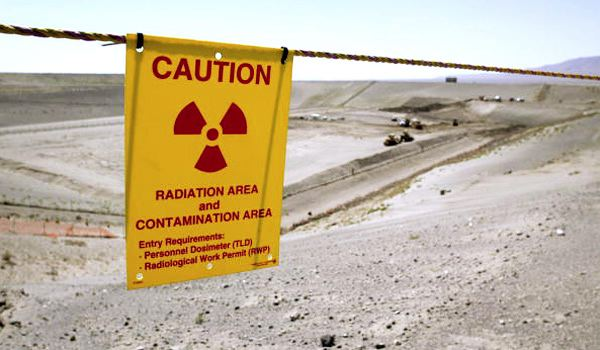 CAUTION
RADIATION AREA
and
CONTAMINATION AREA
Entry Requirements:
- Personnel Dosimeter (TLD)
- Radiological Work Permit (RWP)